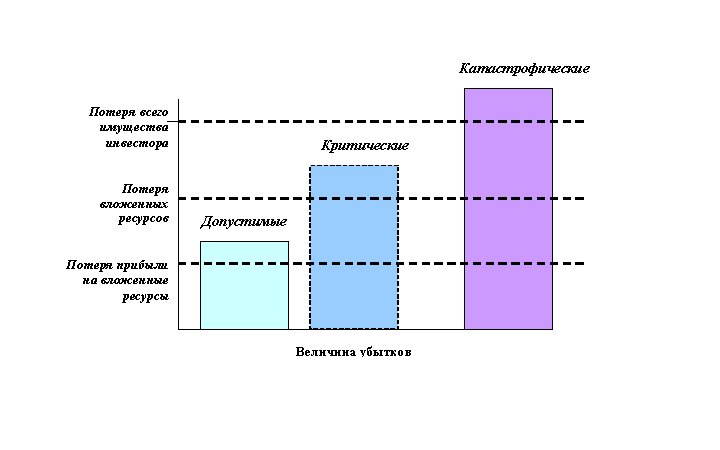 Катастрофические
Потеря всего
имущества
инвестора
Критические
Потеря
вложенных
ресурсов
Допустимые
Потеря прибыли
на вложенные
ресурсы
Величина убытков